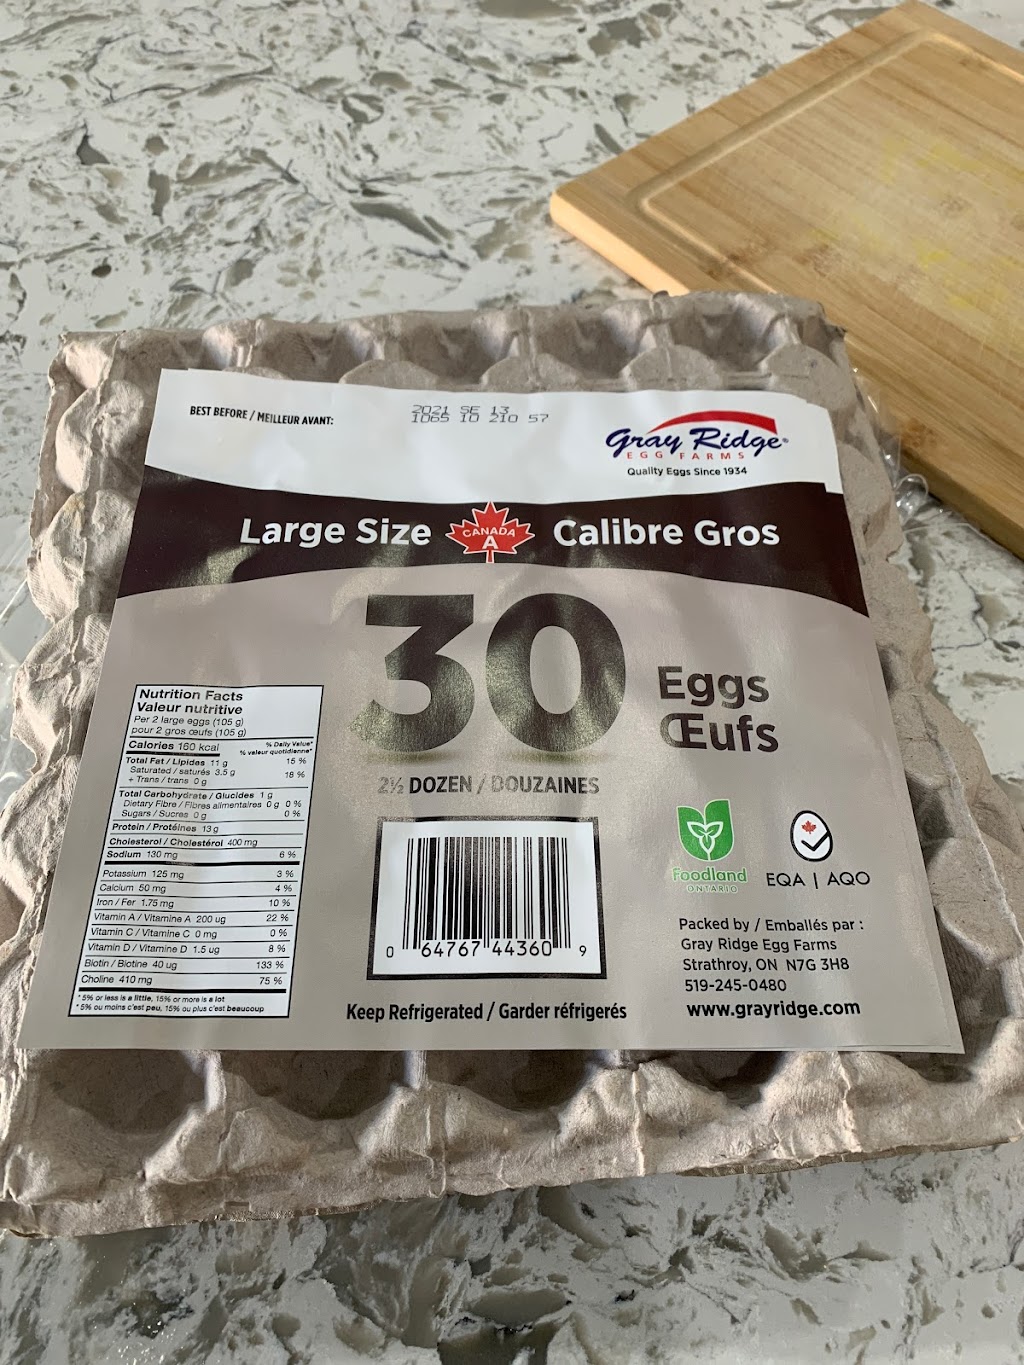 BEST BEFORE / MEILLEUR AVANT:
2021 SE 13
1065 10 210 57
Gray Ridge®
EGG FARMS
Quality Eggs Since 1934
Large Size
CANADA
A
Calibre Gros
30
Eggs
Œufs
2½ DOZEN / DOUZAINES
Nutrition Facts
Valeur nutritive
Per 2 large eggs (105 g)
pour 2 gros œufs (105 g)
Calories 160 kcal
% Daily Value*
% valeur quotidienne*
Total Fat / Lipides 11 g 15 %
Saturated / saturés 3.5 g
+ Trans / trans 0 g 18 %
Total Carbohydrate / Glucides 1 g
Dietary Fibre / Fibres alimentaires 0 g 0 %
Sugars / Sucres 0 g 0 %
Protein / Protéines 13 g
Cholesterol / Cholestérol 400 mg
Sodium 130 mg 6 %
Potassium 125 mg 3 %
Calcium 50 mg 4 %
Iron / Fer 1.75 mg 10 %
Vitamin A / Vitamine A 200 ug 22 %
Vitamin C / Vitamine C 0 mg 0 %
Vitamin D / Vitamine D 1.5 ug 8 %
Biotin / Biotine 40 ug 133 %
Choline 410 mg 75 %
*5% or less is a little, 15% or more is a lot
*5% ou moins c'est peu, 15% ou plus c'est beaucoup
0 64767 44360 9
Keep Refrigerated / Garder réfrigerés
Foodland
ONTARIO
EQA | AQO
Packed by / Emballés par :
Gray Ridge Egg Farms
Strathroy, ON N7G 3H8
519-245-0480
www.grayridge.com